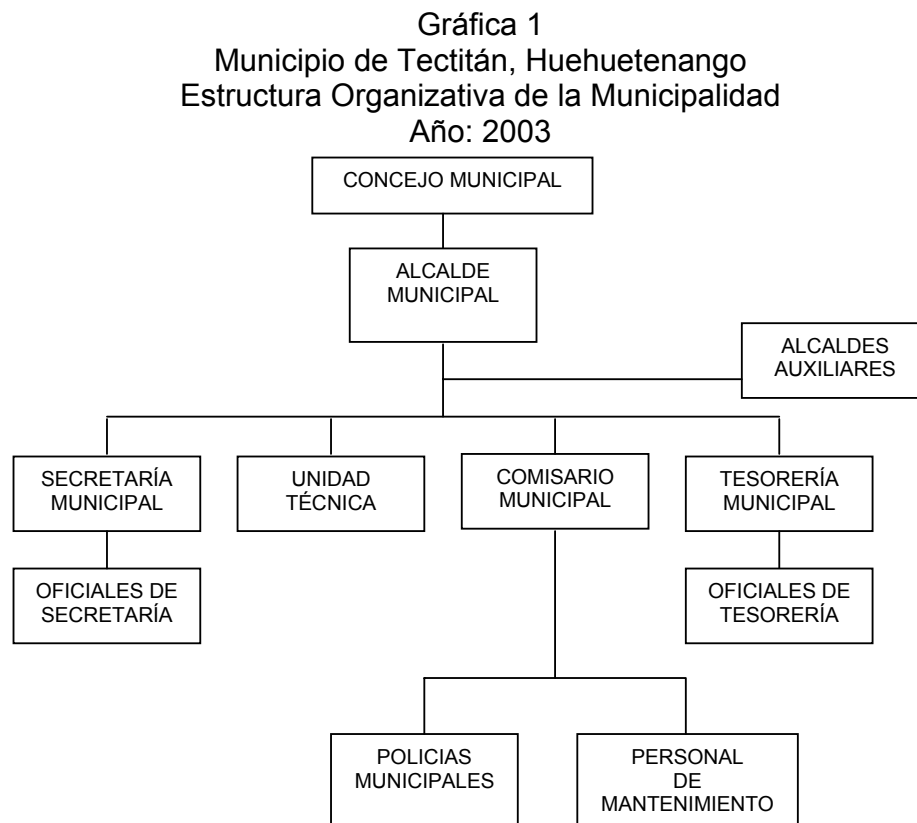 Gráfica 1
Municipio de Tectitán, Huehuetenango
Estructura Organizativa de la Municipalidad
Año: 2003
CONCEJO MUNICIPAL
ALCALDE
MUNICIPAL
ALCALDES
AUXILIARES
SECRETARÍA
MUNICIPAL
UNIDAD
TÉCNICA
COMISARIO
MUNICIPAL
TESORERÍA
MUNICIPAL
OFICIALES DE
SECRETARÍA
OFICIALES DE
TESORERÍA
POLICIAS
MUNICIPALES
PERSONAL
DE
MANTENIMIENTO